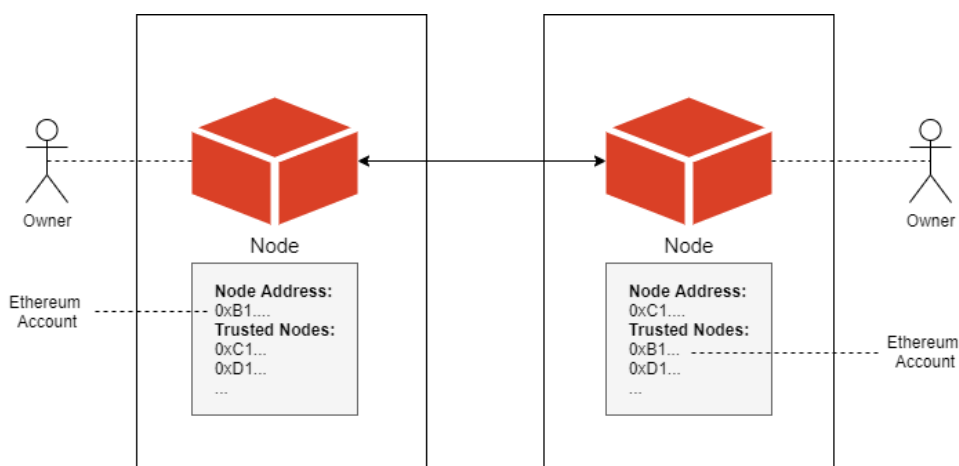 Owner
Node
Node Address:
0xB1....
Trusted Nodes:
0xC1...
0xD1...
...
Ethereum
Account
Node
Node Address:
0xC1....
Trusted Nodes:
0xB1...
0xD1...
...
Owner
Ethereum
Account